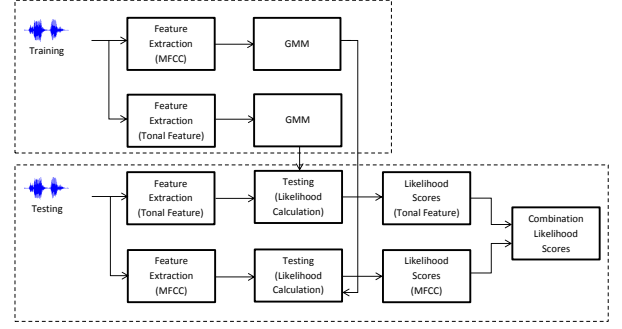 Training
Feature
Extraction
(MFCC)
GMM
Feature
Extraction
(Tonal Feature)
GMM
Testing
Feature
Extraction
(Tonal Feature)
Testing
(Likelihood
Calculation)
Likelihood
Scores
(Tonal Feature)
Combination
Likelihood
Scores
Feature
Extraction
(MFCC)
Testing
(Likelihood
Calculation)
Likelihood
Scores
(MFCC)